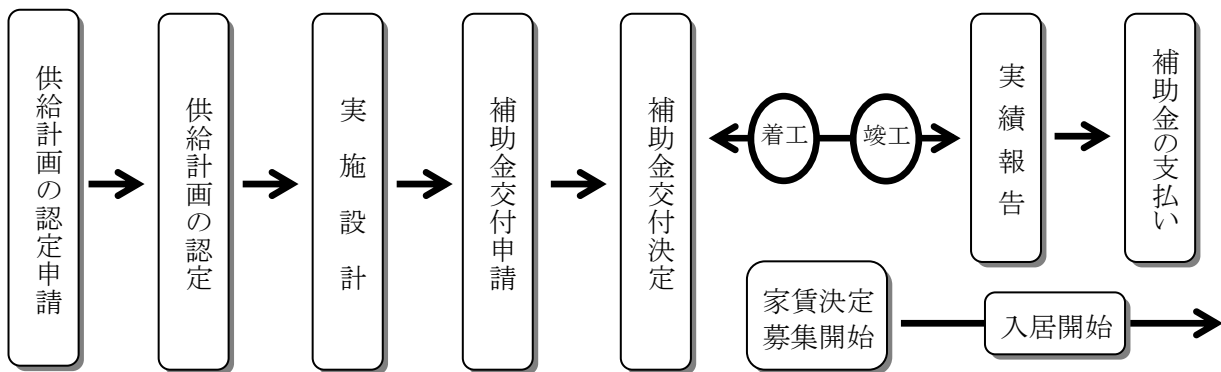 供給計画の認定申請
供給計画の認定
実施設計
補助金交付申請
補助金交付決定
着工
竣工
実績報告
補助金の支払い
家賃決定
募集開始
入居開始